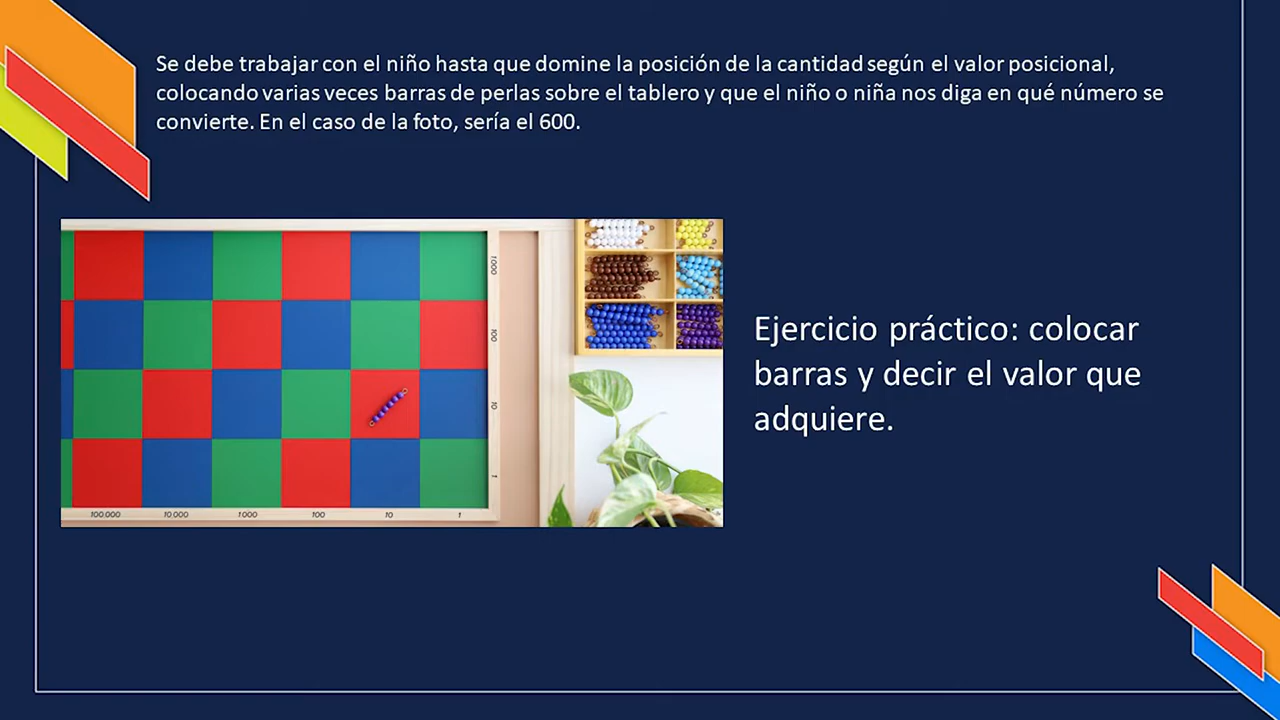 Se debe trabajar con el niño hasta que domine la posición de la cantidad según el valor posicional,
colocando varias veces barras de perlas sobre el tablero y que el niño o niña nos diga en qué número se
convierte. En el caso de la foto, sería el 600.
1000
100
10
1
100.000 10.000 1000 100 10 1
Ejercicio práctico: colocar
barras y decir el valor que
adquiere.